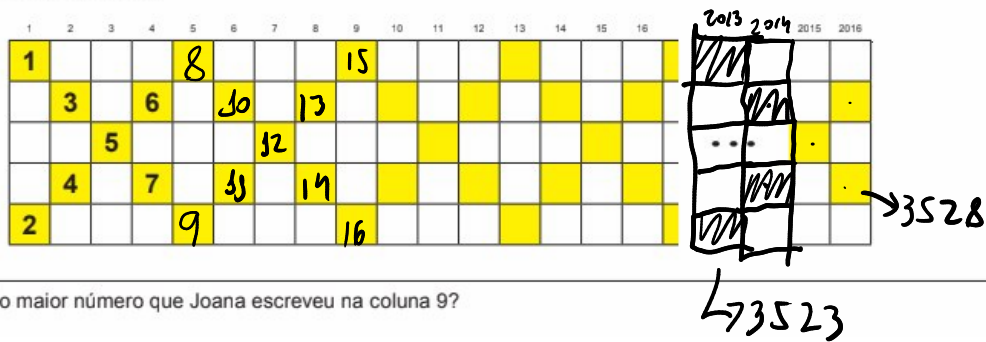 1 2 3 4 5 6 7 8 9 10 11 12 13 14 15 16 2013 2014 2015 2016
1 8 15
3 6 10 13
5 12 ...
4 7 11 14 →3528
2 9 16
o maior número que Joana escreveu na coluna 9?
↳3523